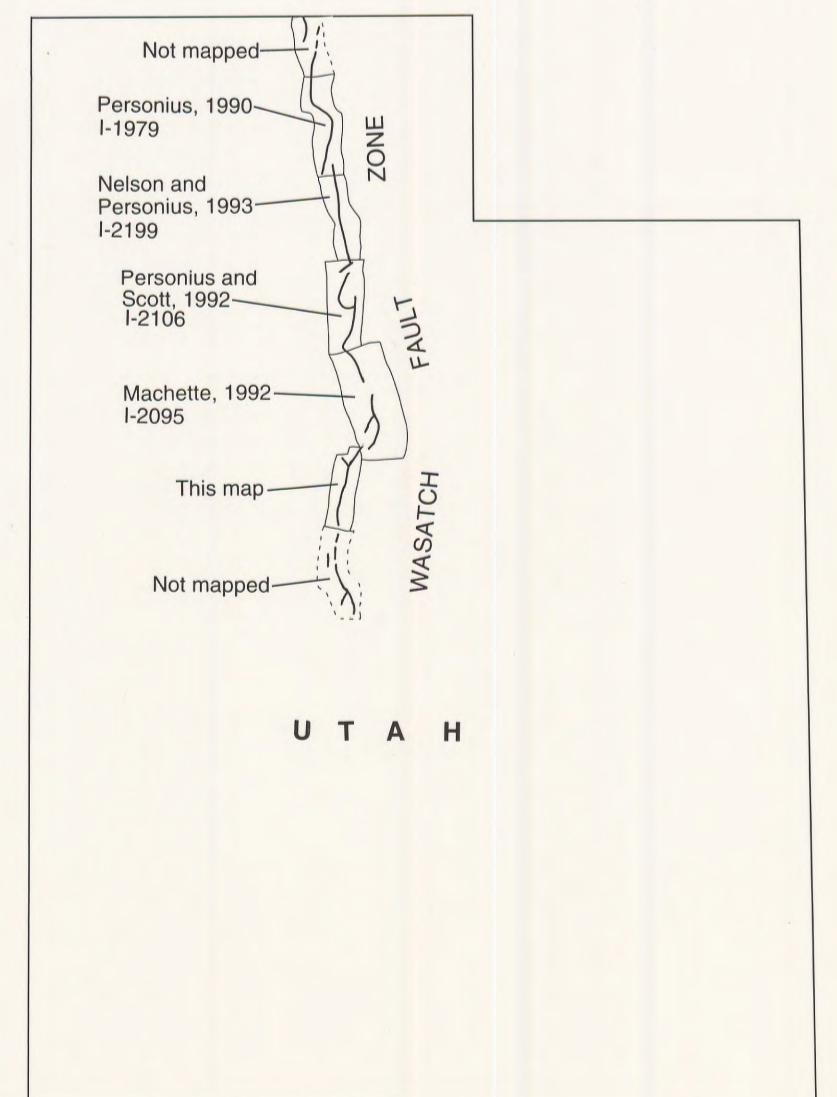 Not mapped
Personius, 1990
I-1979
ZONE
Nelson and
Personius, 1993
I-2199
Personius and
Scott, 1992
I-2106
FAULT
Machette, 1992
I-2095
This map
WASATCH
Not mapped
U T A H